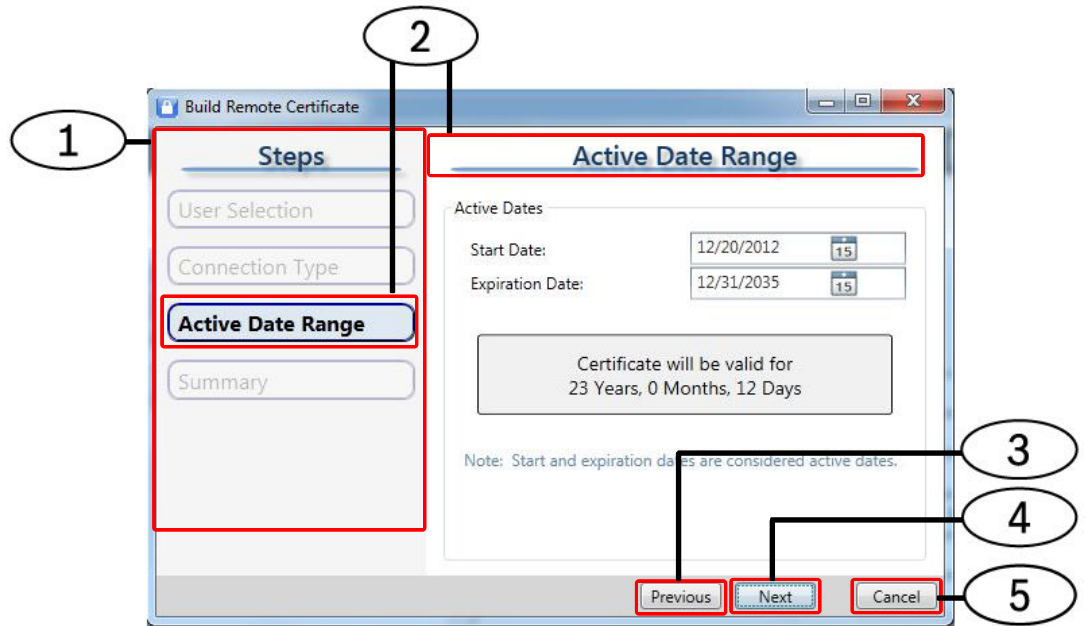 2
Build Remote Certificate
1
Steps
Active Date Range
User Selection
Connection Type
Active Date Range
Summary
Active Dates
Start Date:
12/20/2012
15
Expiration Date:
12/31/2035
15
Certificate will be valid for
23 Years, 0 Months, 12 Days
Note: Start and expiration dates are considered active dates.
3
4
Previous
Next
Cancel
5